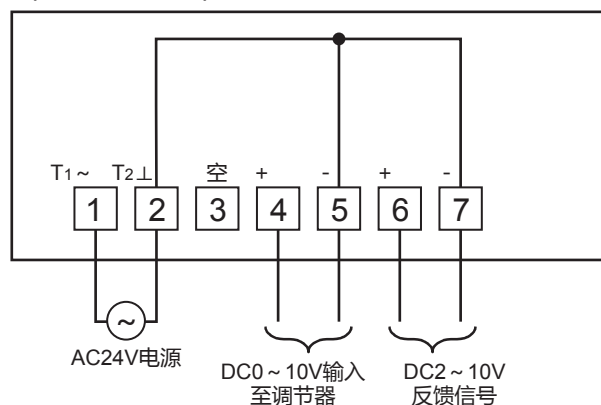 T1～ T2⊥ 空 + - + -
1 2 3 4 5 6 7
～
AC24V电源
DC0～10V输入
至调节器
DC2～10V
反馈信号